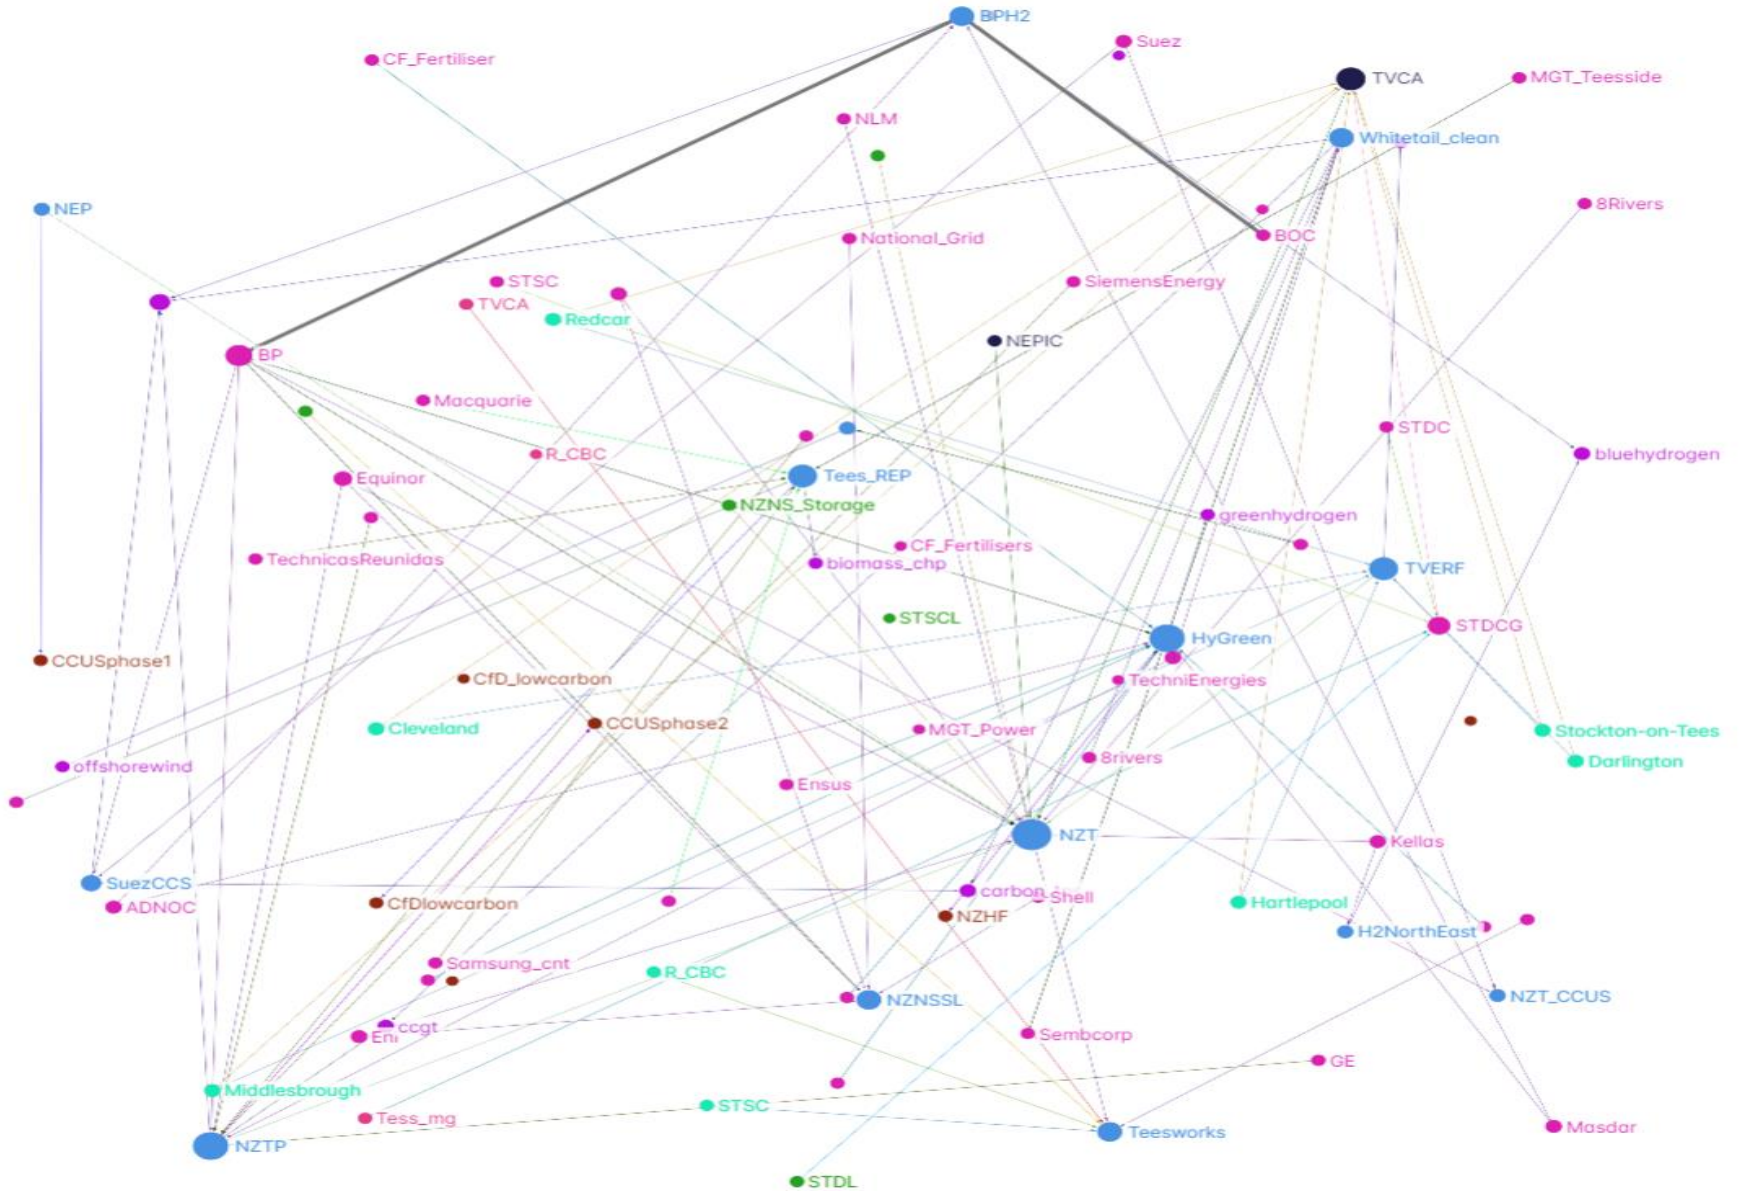 BPH2
Suez
CF_Fertiliser
TVCA
MGT_Teesside
NLM
Whitetail_clean
8Rivers
NEP
BOC
National_Grid
STSC
SiemensEnergy
TVCA
Redcar
NEPIC
BP
Macquarie
STDC
R_CBC
bluehydrogen
Tees_REP
Equinor
NZNS_Storage
greenhydrogen
CF_Fertilisers
TechnicasReunidas
biomass_chp
TVERF
STSCL
STDCG
HyGreen
CCUSphase1
CfD_lowcarbon
TechniEnergies
CCUSphase2
Cleveland
MGT_Power
Stockton-on-Tees
8rivers
Darlington
offshorewind
Ensus
NZT
Kellas
SuezCCS
carbon
Shell
ADNOC
CfDlowcarbon
NZHF
Hartlepool
H2NorthEast
Samsung_cnt
R_CBC
NZNSSL
NZT_CCUS
ccgt
Eni
Sembcorp
GE
Middlesbrough
STSC
Tess_mg
Teesworks
Masdar
NZTP
STDL